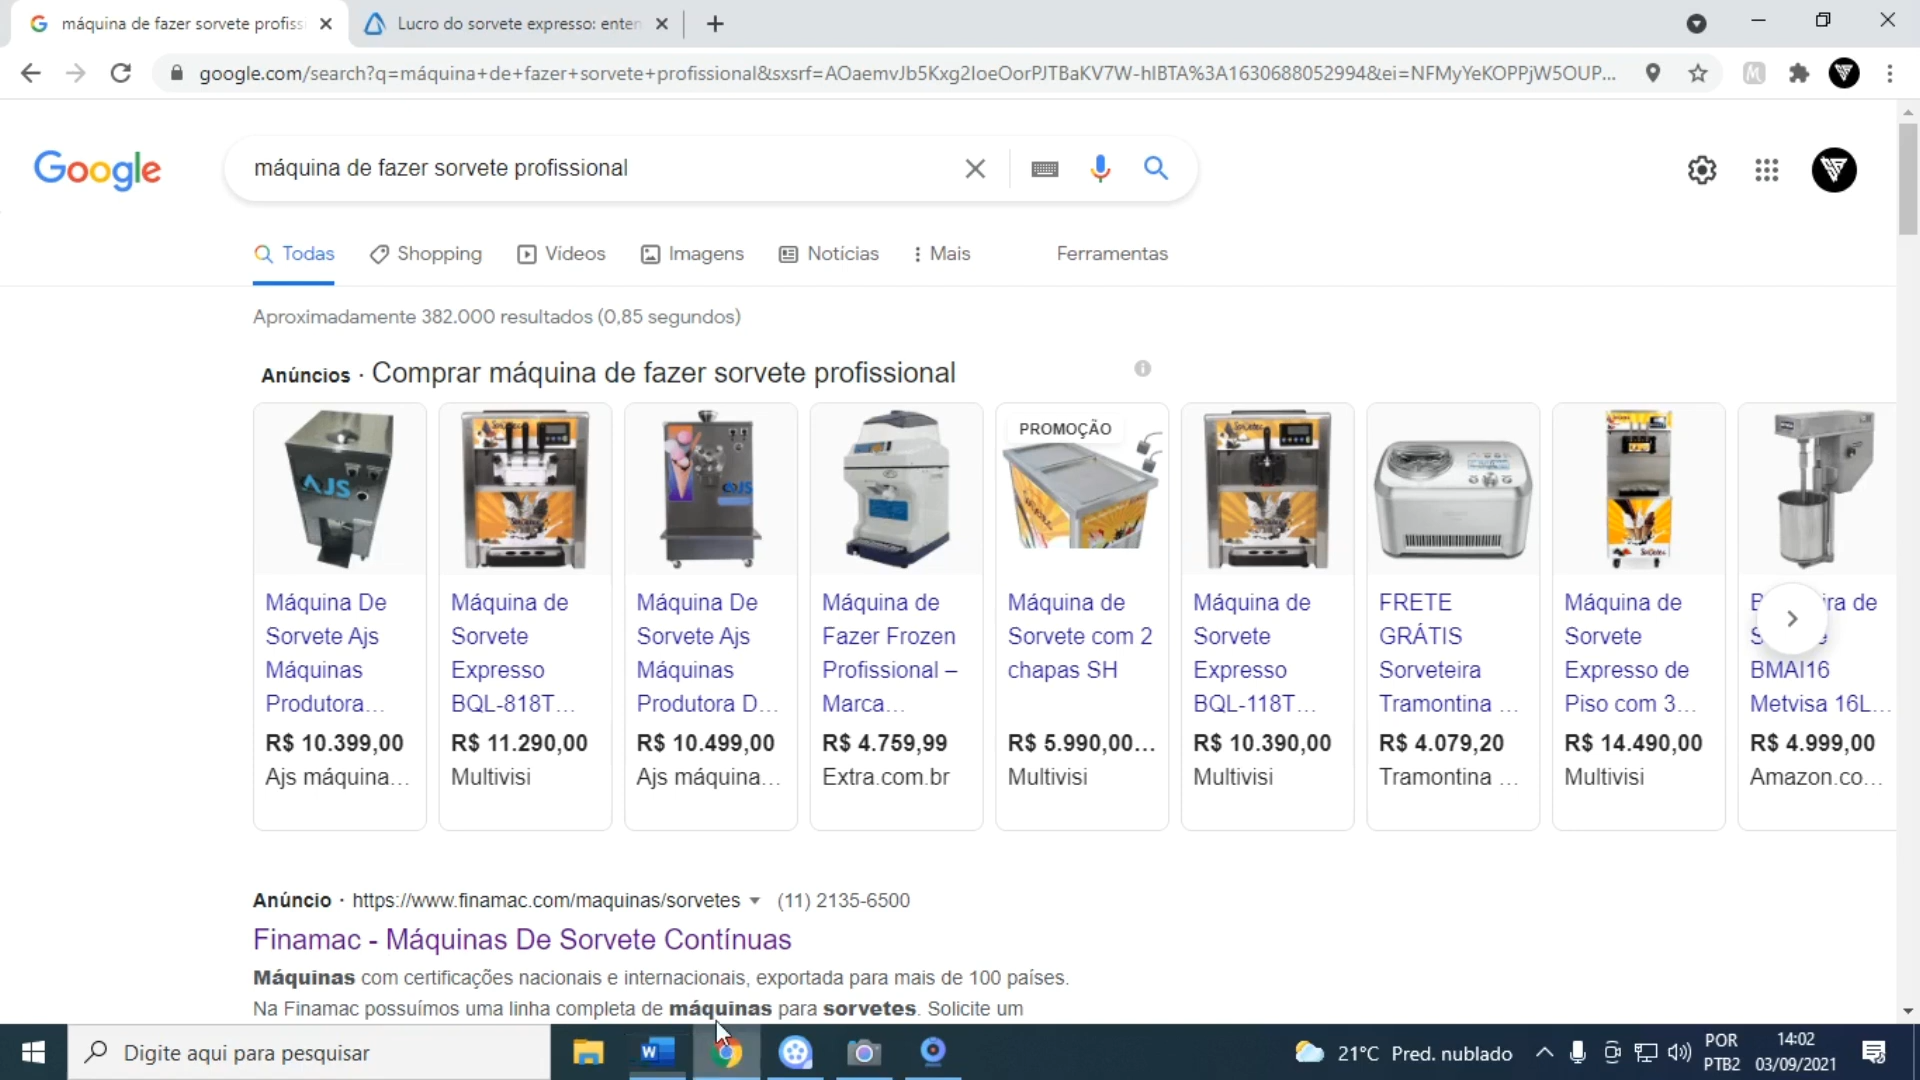 máquina de fazer sorvete profiss
Lucro do sorvete expresso: enten
google.com/search?q=máquina+de+fazer+sorvete+profissional&sxsrf=AOaemvJb5Kxg2IoeOorPJTBaKV7W-hIBTA%3A1630688052994&ei=NFMyYeKOPPjW5OUP...
Google
máquina de fazer sorvete profissional
Todas
Shopping
Vídeos
Imagens
Notícias
Mais
Ferramentas
Aproximadamente 382.000 resultados (0,85 segundos)
Anúncios · Comprar máquina de fazer sorvete profissional
AJS
Máquina De
Sorvete Ajs
Máquinas
Produtora...
R$ 10.399,00
Ajs máquina...
Máquina de
Sorvete
Expresso
BQL-818T...
R$ 11.290,00
Multivisi
Máquina De
Sorvete Ajs
Máquinas
Produtora D...
R$ 10.499,00
Ajs máquina...
Máquina de
Fazer Frozen
Profissional –
Marca...
R$ 4.759,99
Extra.com.br
PROMOÇÃO
Máquina de
Sorvete com 2
chapas SH
R$ 5.990,00...
Multivisi
Máquina de
Sorvete
Expresso
BQL-118T...
R$ 10.390,00
Multivisi
FRETE
GRÁTIS
Sorveteira
Tramontina ...
R$ 4.079,20
Tramontina ...
Máquina de
Sorvete
Expresso de
Piso com 3...
R$ 14.490,00
Multivisi
de
BMAI16
Metvisa 16L...
R$ 4.999,00
Amazon.co...
Anúncio · https://www.finamac.com/maquinas/sorvetes (11) 2135-6500
Finamac - Máquinas De Sorvete Contínuas
Máquinas com certificações nacionais e internacionais, exportada para mais de 100 países.
Na Finamac possuímos uma linha completa de máquinas para sorvetes. Solicite um
Digite aqui para pesquisar
21°C Pred. nublado
POR
PTB2
14:02
03/09/2021